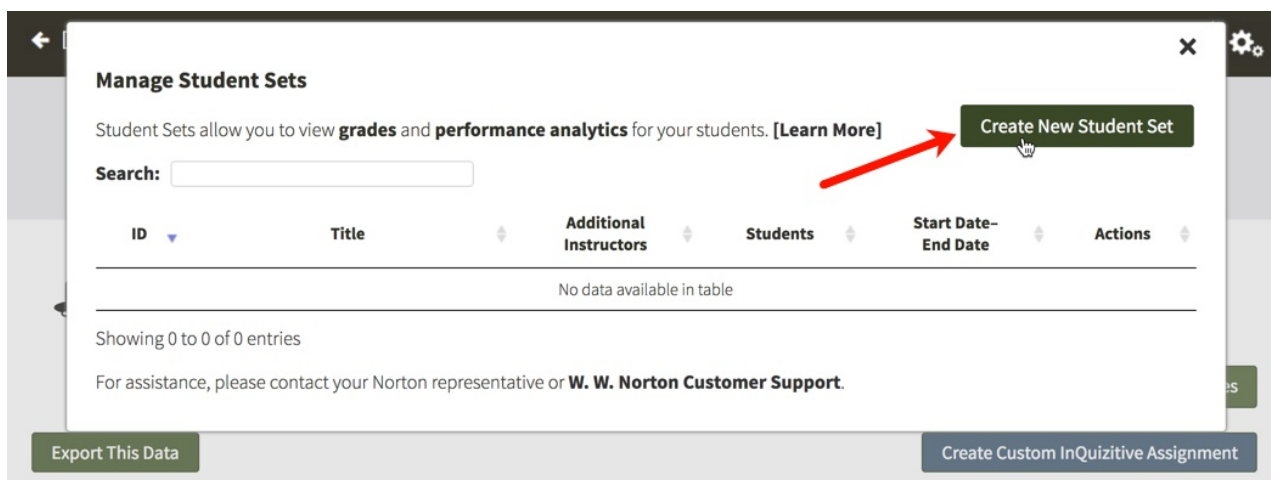 Manage Student Sets
Student Sets allow you to view grades and performance analytics for your students. [Learn More]
Create New Student Set
Search:
ID
Title
Additional
Instructors
Students
Start Date–
End Date
Actions
No data available in table
Showing 0 to 0 of 0 entries
For assistance, please contact your Norton representative or W. W. Norton Customer Support.
Export This Data
Create Custom InQuizitive Assignment